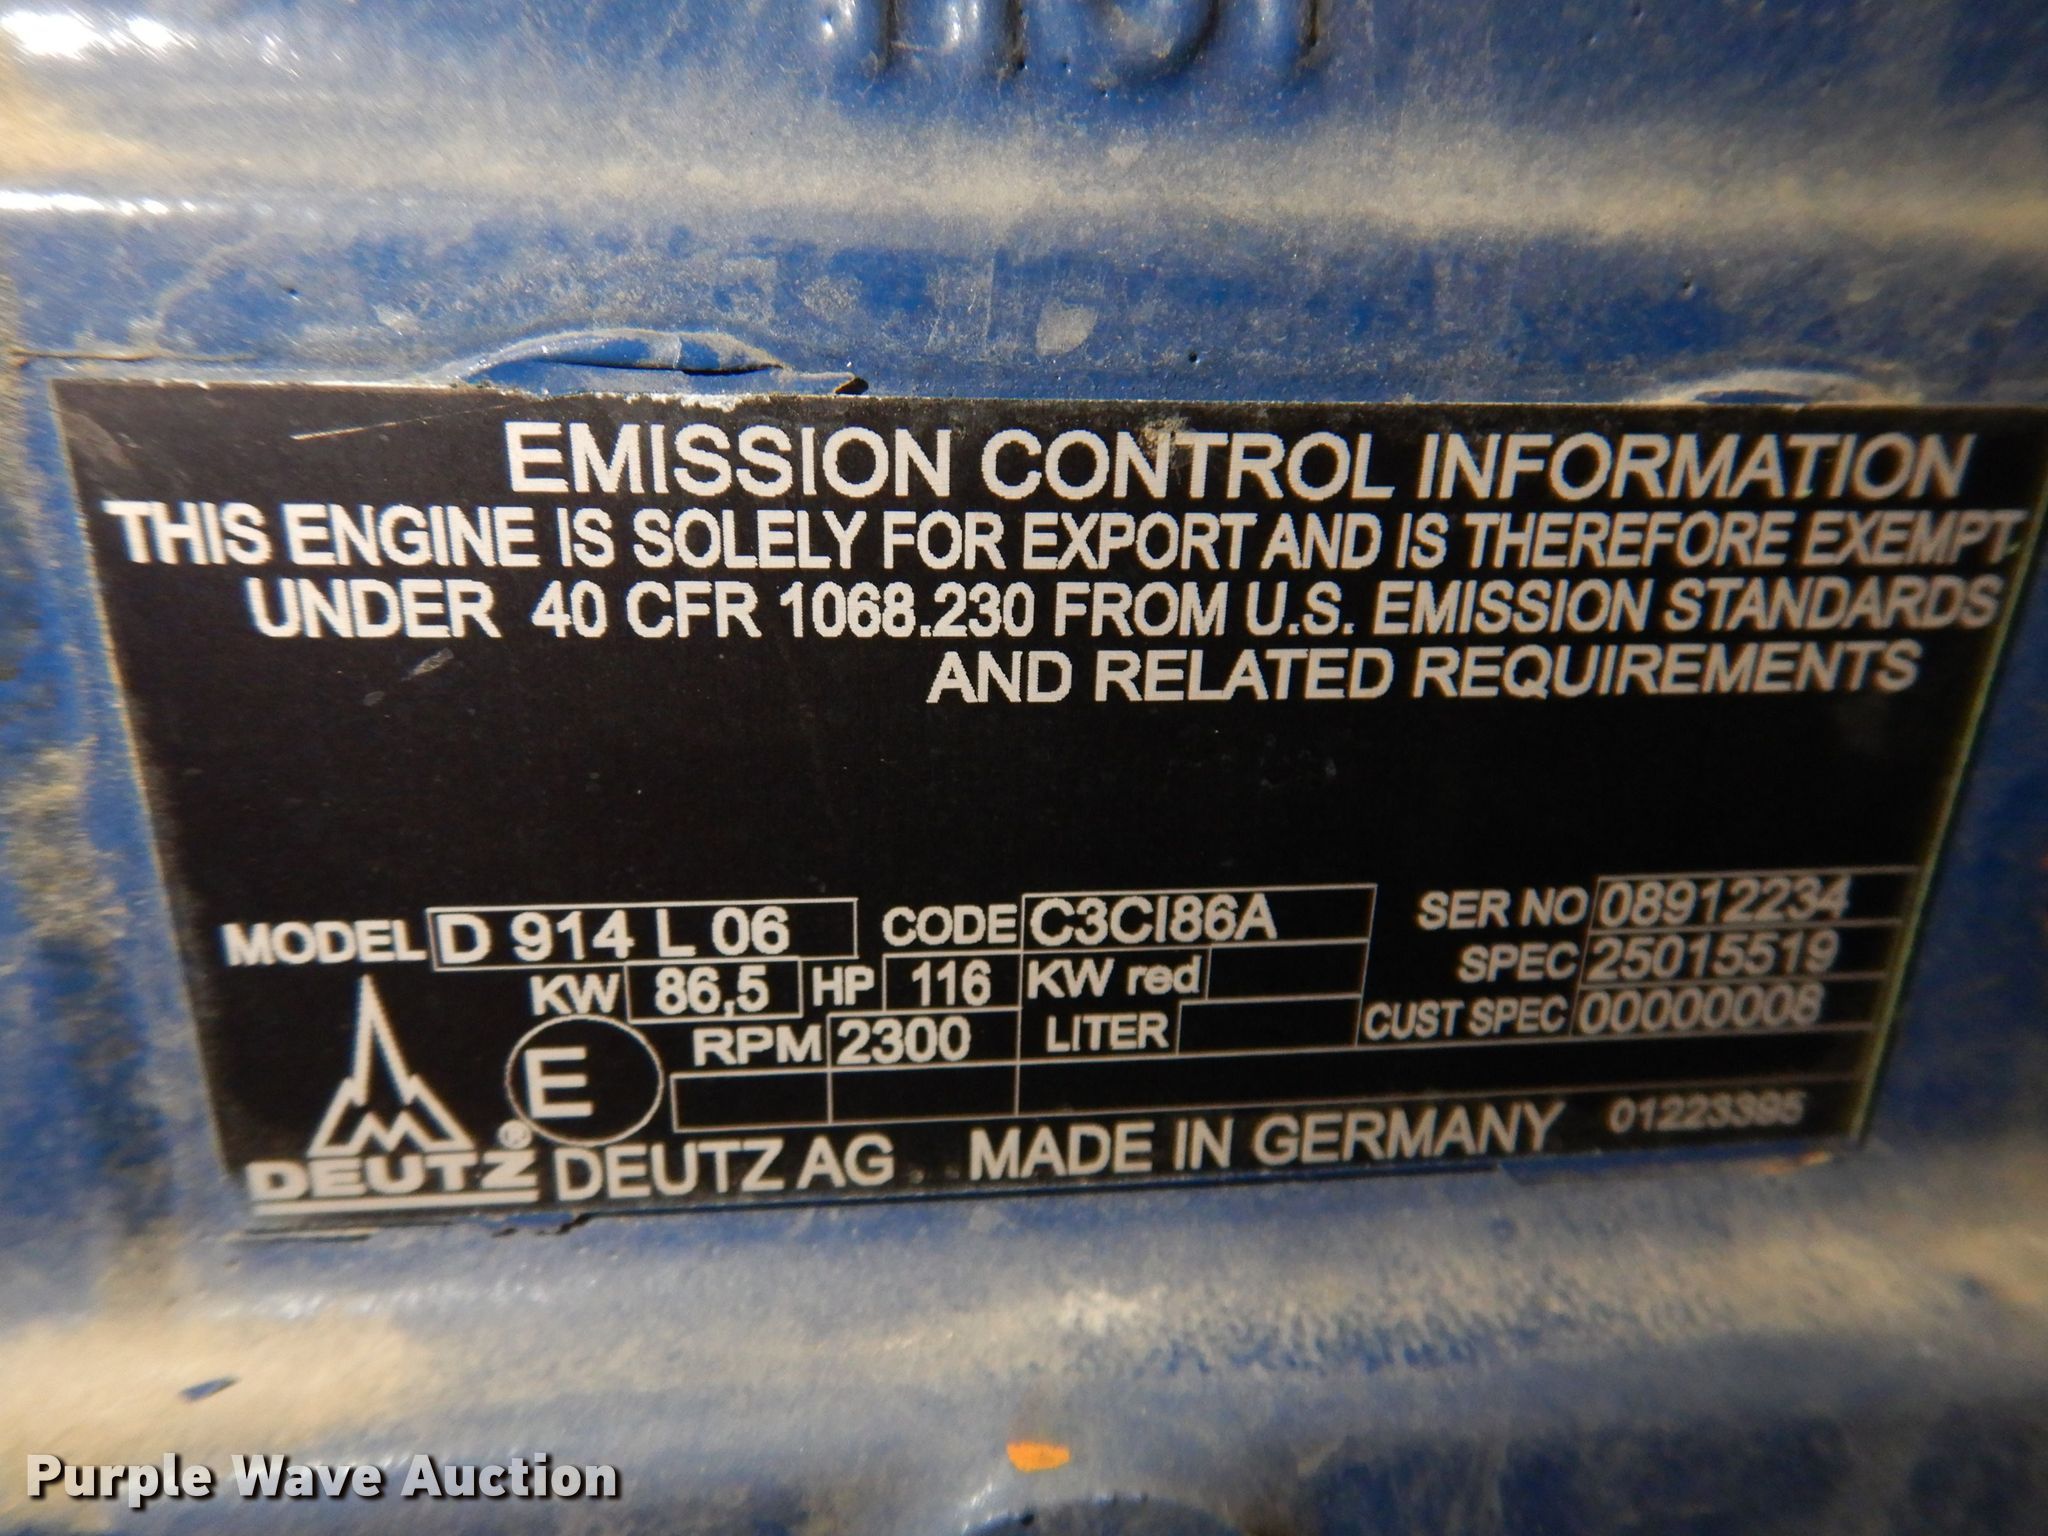 EMISSION CONTROL INFORMATION
THIS ENGINE IS SOLELY FOR EXPORT AND IS THEREFORE EXEMPT
UNDER 40 CFR 1068.230 FROM U.S. EMISSION STANDARDS
AND RELATED REQUIREMENTS
MODEL D 914 L 06 CODE C3CI86A SER NO 08912234
KW 86,5 HP 116 KW red SPEC 25015519
E RPM 2300 LITER CUST SPEC 00000008
DEUTZ® DEUTZ AG MADE IN GERMANY 01223395
Purple Wave Auction